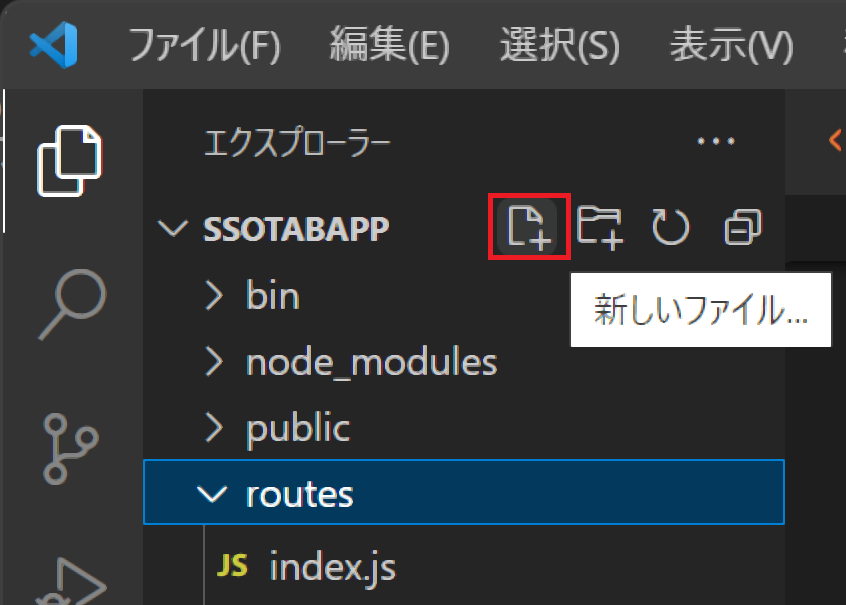 ファイル(F) 編集(E) 選択(S) 表示(V)
エクスプローラー
SSOTABAPP
新しいファイル...
bin
node_modules
public
routes
JS index.js